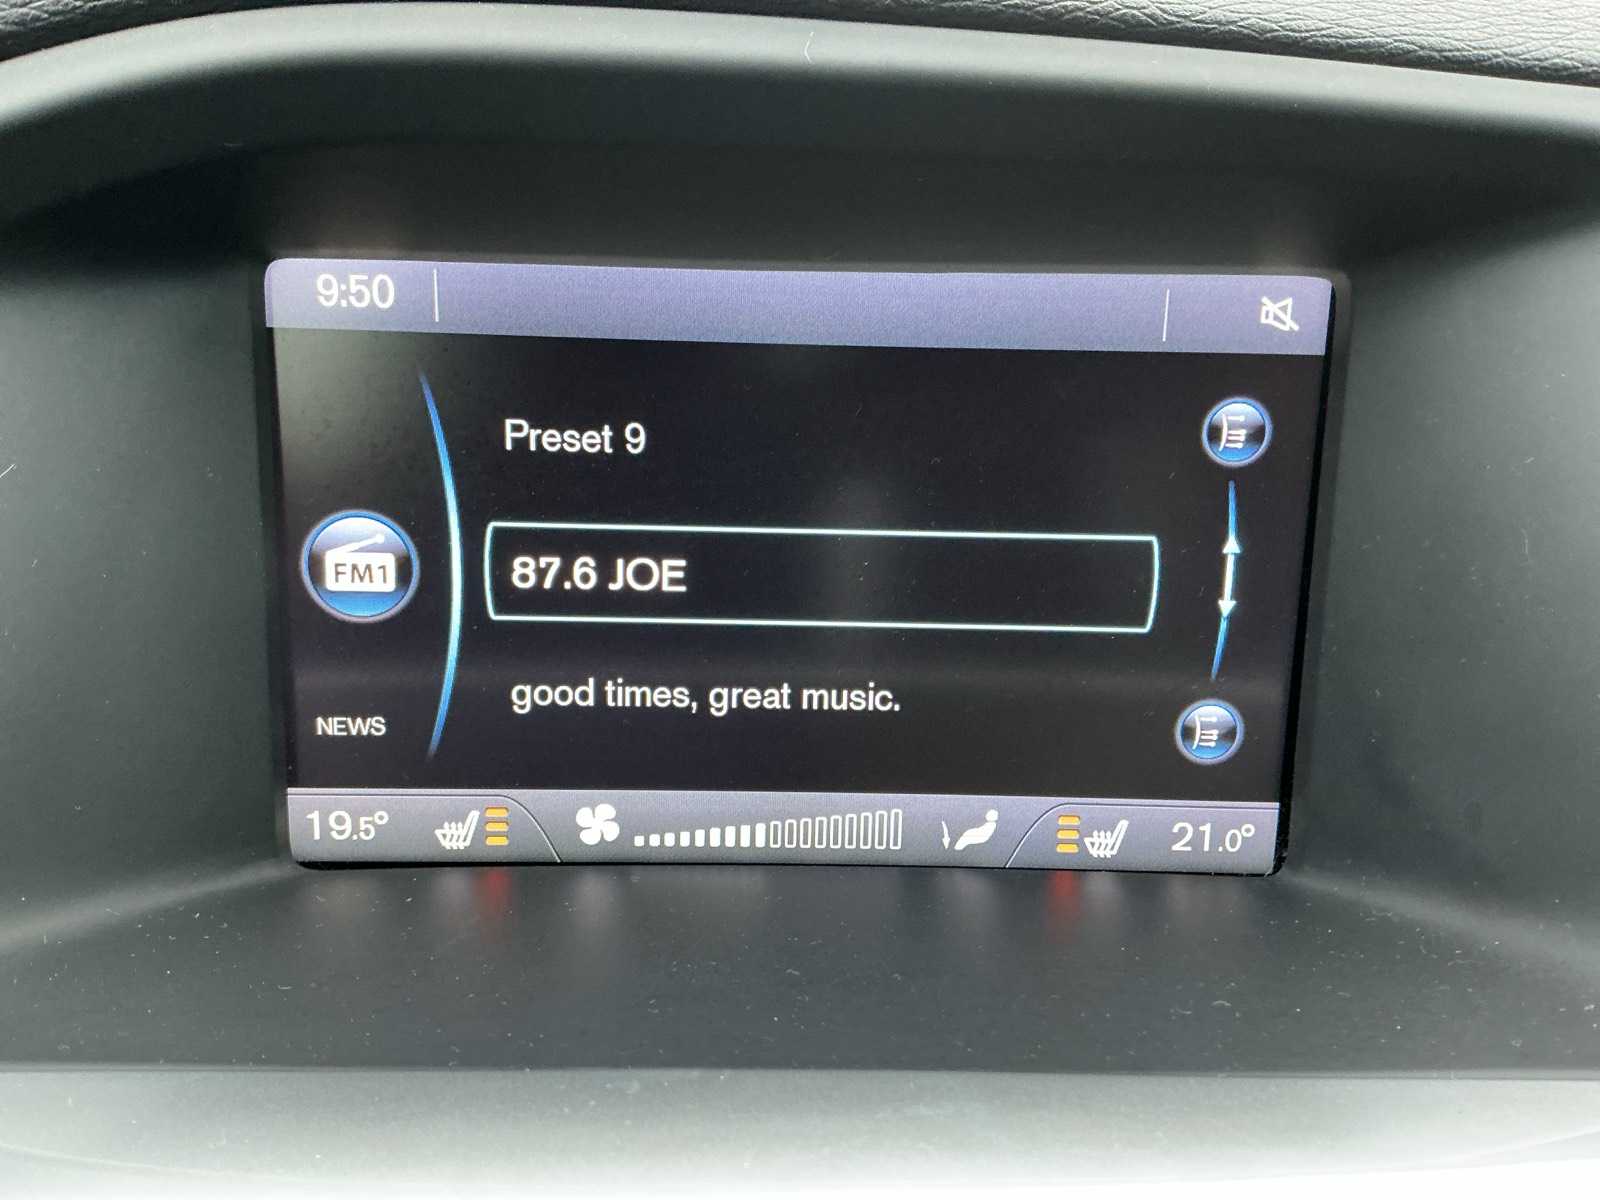 9:50
Preset 9
87.6 JOE
FM1
good times, great music.
NEWS
19.5°
21.0°